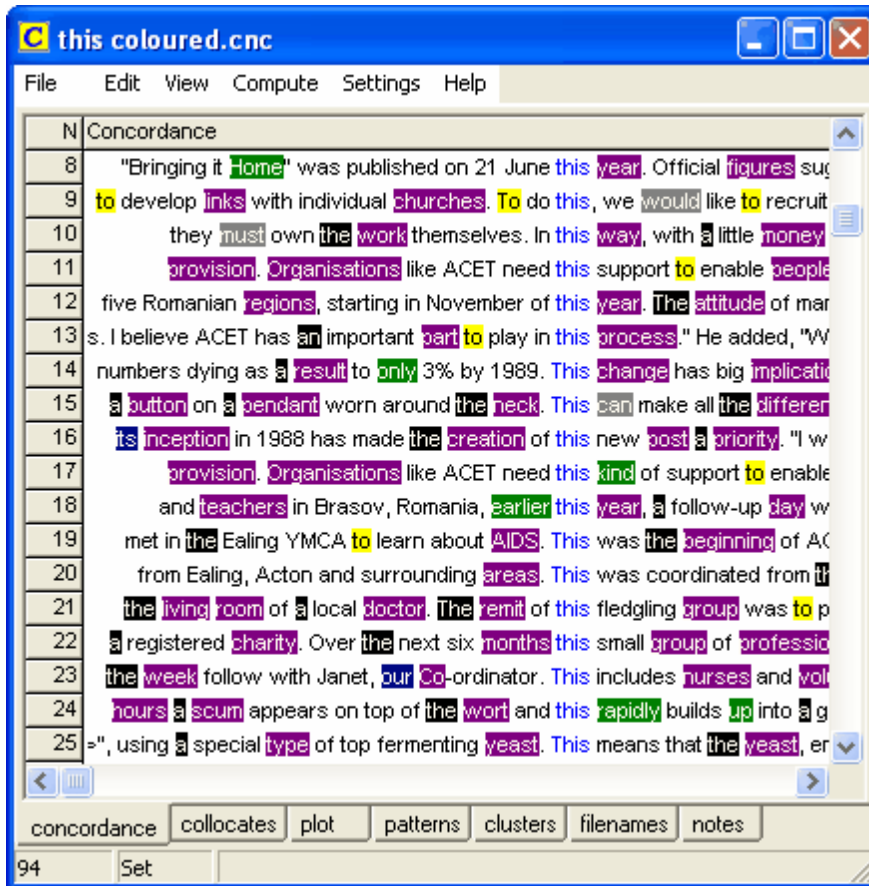 C this coloured.cnc
File Edit View Compute Settings Help
N Concordance
8 "Bringing it Home" was published on 21 June this year. Official figures sug
9 to develop links with individual churches. To do this, we would like to recruit
10 they must own the work themselves. In this way, with a little money
11 provision. Organisations like ACET need this support to enable people
12 five Romanian regions, starting in November of this year. The attitude of mar
13 s. I believe ACET has an important part to play in this process." He added, "W
14 numbers dying as a result to only 3% by 1989. This change has big implicatio
15 a button on a pendant worn around the neck. This can make all the differen
16 its inception in 1988 has made the creation of this new post a priority. "I w
17 provision. Organisations like ACET need this kind of support to enable
18 and teachers in Brasov, Romania, earlier this year, a follow-up day w
19 met in the Ealing YMCA to learn about AIDS. This was the beginning of AC
20 from Ealing, Acton and surrounding areas. This was coordinated from th
21 the living room of a local doctor. The remit of this fledgling group was to p
22 a registered charity. Over the next six months this small group of professio
23 the week follow with Janet, our Co-ordinator. This includes nurses and volu
24 hours a scum appears on top of the wort and this rapidly builds up into a g
25 =", using a special type of top fermenting yeast. This means that the yeast, er
concordance collocates plot patterns clusters filenames notes
94 Set